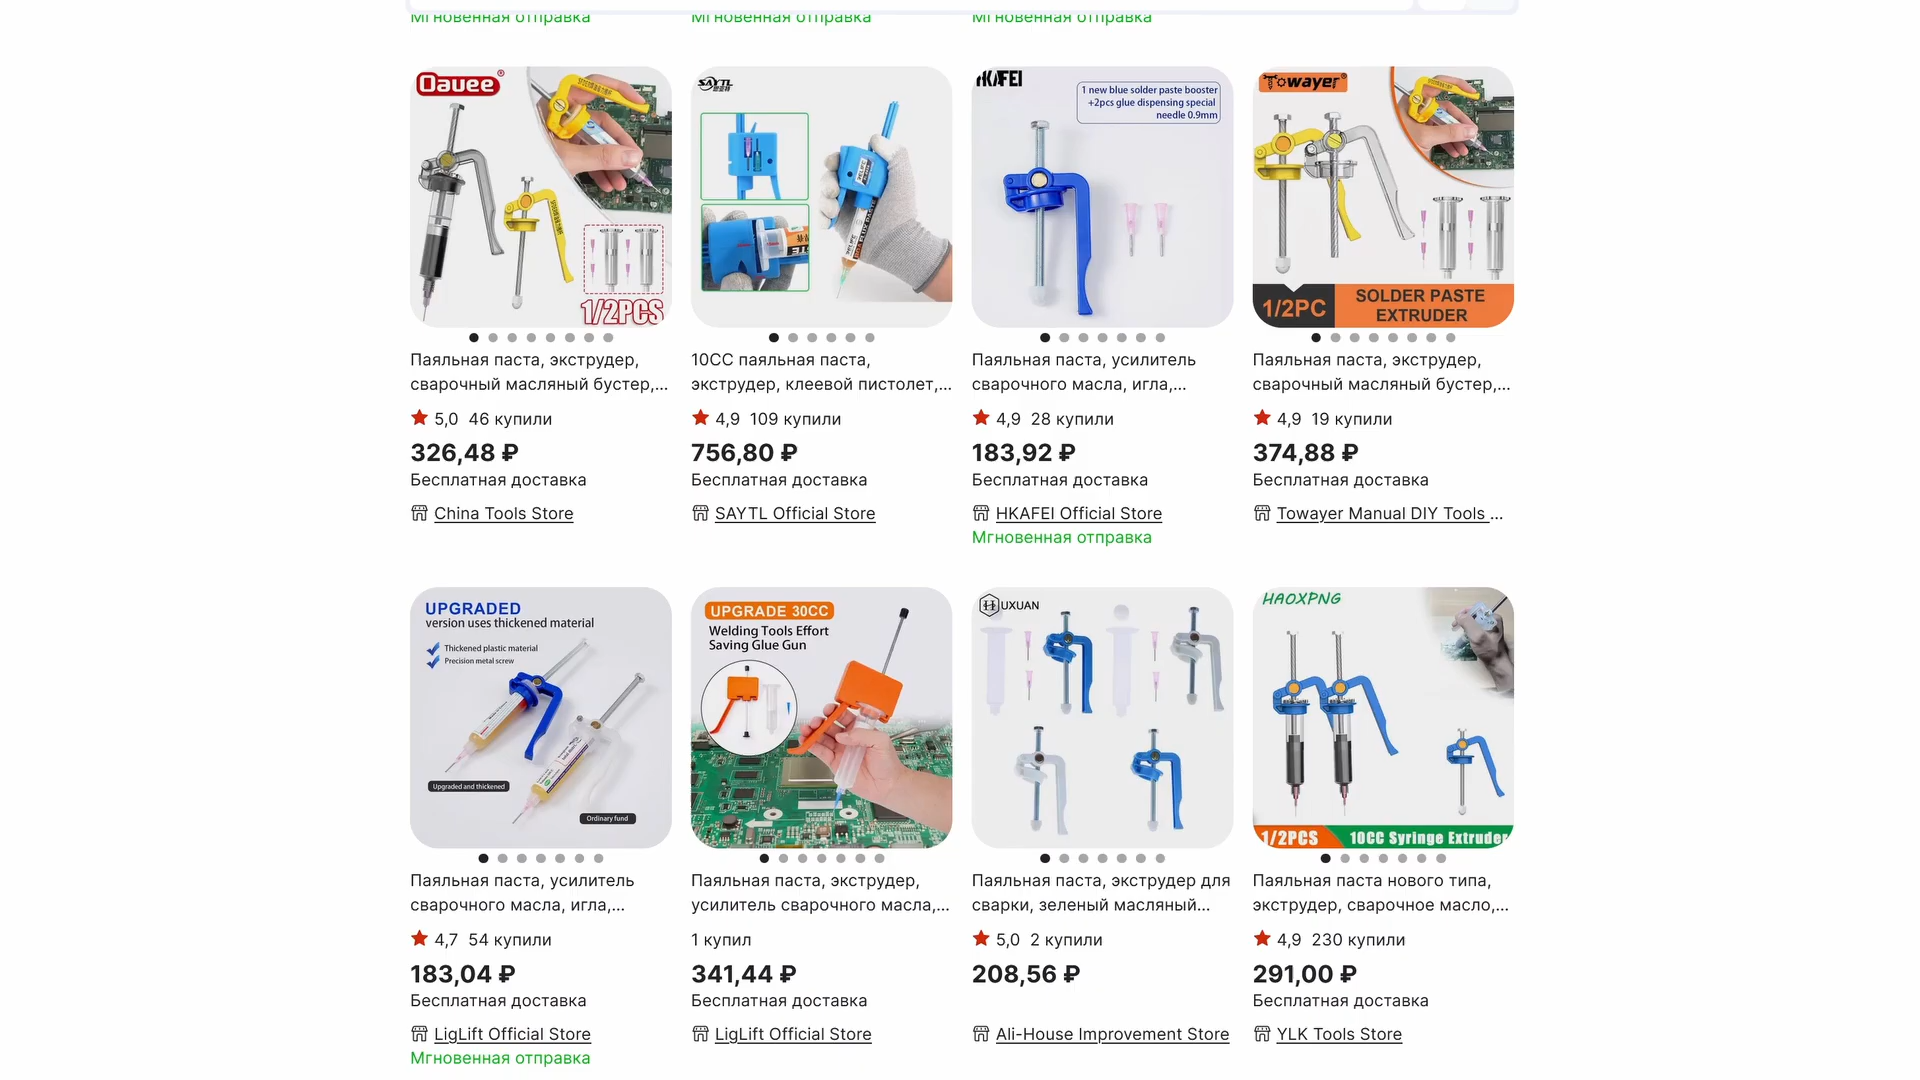 Мгновенная отправка
Мгновенная отправка
Мгновенная отправка
Oauee
1/2PCS
Паяльная паста, экструдер,
сварочный масляный бустер,...
5,0 46 купили
326,48 ₽
Бесплатная доставка
China Tools Store
SAYTL
10CC паяльная паста,
экструдер, клеевой пистолет,...
4,9 109 купили
756,80 ₽
Бесплатная доставка
SAYTL Official Store
HKAFEI
1 new blue solder paste booster
+2pcs glue dispensing special
needle 0.9mm
Паяльная паста, усилитель
сварочного масла, игла,...
4,9 28 купили
183,92 ₽
Бесплатная доставка
HKAFEI Official Store
Мгновенная отправка
Towayer
1/2PC
SOLDER PASTE
EXTRUDER
Паяльная паста, экструдер,
сварочный масляный бустер,...
4,9 19 купили
374,88 ₽
Бесплатная доставка
Towayer Manual DIY Tools ...
UPGRADED
version uses thickened material
Thickened plastic material
Precision metal screw
Upgraded and thickened
Ordinary fund
Паяльная паста, усилитель
сварочного масла, игла,...
4,7 54 купили
183,04 ₽
Бесплатная доставка
LigLift Official Store
Мгновенная отправка
UPGRADE 30CC
Welding Tools Effort
Saving Glue Gun
Паяльная паста, экструдер,
усилитель сварочного масла,...
1 купил
341,44 ₽
Бесплатная доставка
LigLift Official Store
HUXUAN
Паяльная паста, экструдер для
сварки, зеленый масляный...
5,0 2 купили
208,56 ₽
Ali-House Improvement Store
HAOXPNG
1/2PCS
10CC Syringe Extruder
Паяльная паста нового типа,
экструдер, сварочное масло,...
4,9 230 купили
291,00 ₽
Бесплатная доставка
YLK Tools Store